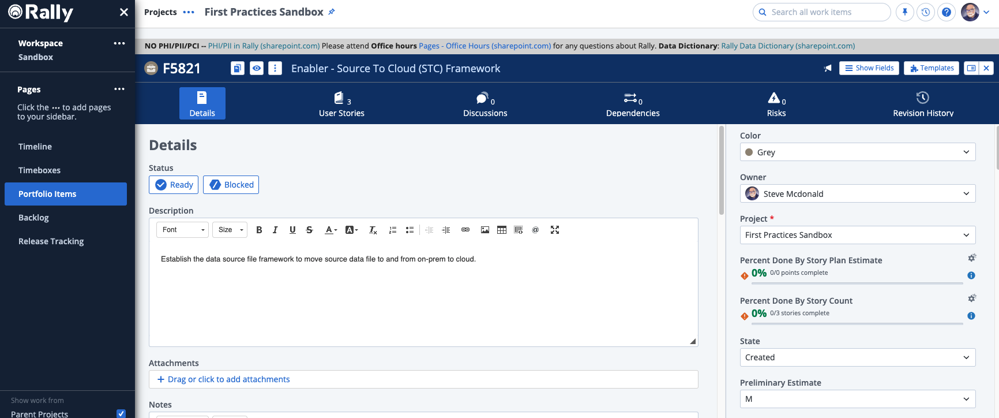 Rally
Projects ••• First Practices Sandbox
Search all work items
Workspace •••
Sandbox
NO PHI/PII/PCI -- PHI/PII in Rally (sharepoint.com) Please attend Office hours Pages - Office Hours (sharepoint.com) for any questions about Rally. Data Dictionary: Rally Data Dictionary (sharepoint.com)
F5821
Enabler - Source To Cloud (STC) Framework
Show Fields
Templates
Pages •••
Click the ••• to add pages
to your sidebar.
Timeline
Timeboxes
Portfolio Items
Backlog
Release Tracking
Show work from
Parent Projects
Details
User Stories 3
Discussions 0
Dependencies 0
Risks 0
Revision History
Details
Status
Ready
Blocked
Description
Font
Size
B I U S A A Tx
@
Establish the data source file framework to move source data file to and from on-prem to cloud.
Attachments
+ Drag or click to add attachments
Notes
Color
Grey
Owner
Steve Mcdonald
Project *
First Practices Sandbox
Percent Done By Story Plan Estimate
0% 0/0 points complete
Percent Done By Story Count
0% 0/3 stories complete
State
Created
Preliminary Estimate
M